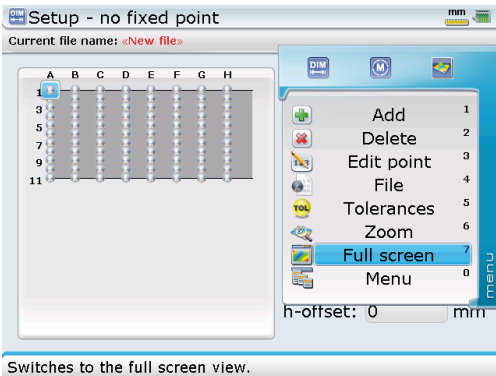 DIM Setup - no fixed point mm
Current file name: «New file»
DIM M
A B C D E F G H
1
3
5
7
9
11
Add 1
Delete 2
Edit point 3
File 4
TOL Tolerances 5
Zoom 6
Full screen 7
Menu 0
menu
h-offset: 0 mm
Switches to the full screen view.